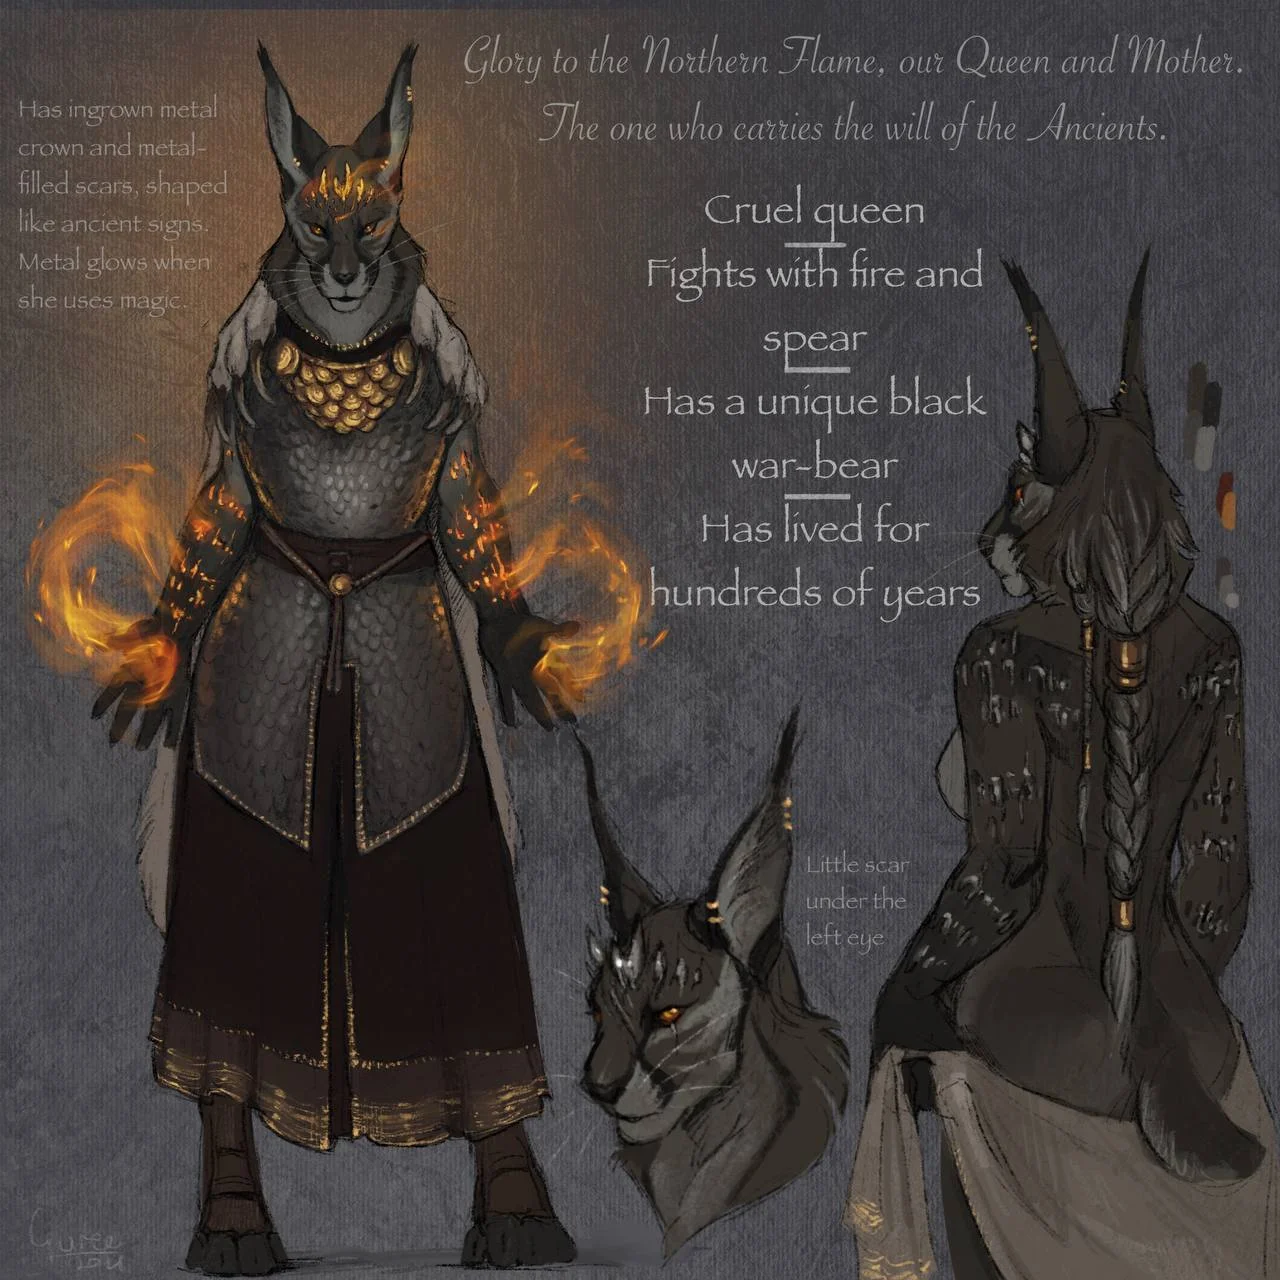 Glory to the Northern Flame, our Queen and Mother.
The one who carries the will of the Ancients.
Has ingrown metal
crown and metal-
filled scars, shaped
like ancient signs.
Metal glows when
she uses magic.
Cruel queen
Fights with fire and
spear
Has a unique black
war-bear
Has lived for
hundreds of years
Little scar
under the
left eye